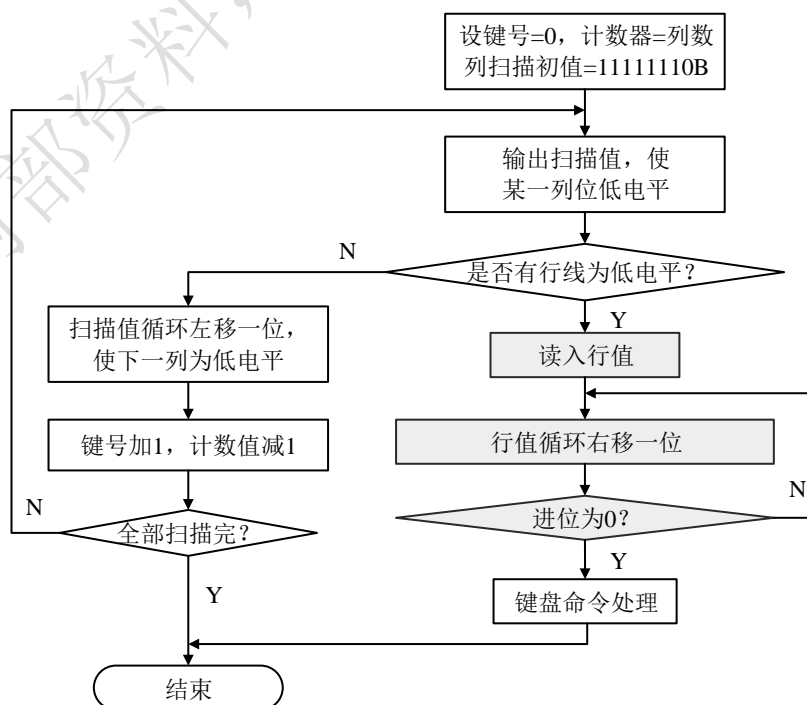 设键号=0，计数器=列数
列扫描初值=11111110B
输出扫描值，使
某一列位低电平
是否有行线为低电平？
N
Y
扫描值循环左移一位，
使下一列为低电平
读入行值
键号加1，计数值减1
行值循环右移一位
N
全部扫描完？
进位为0？
N
Y
Y
键盘命令处理
结束
部资料，